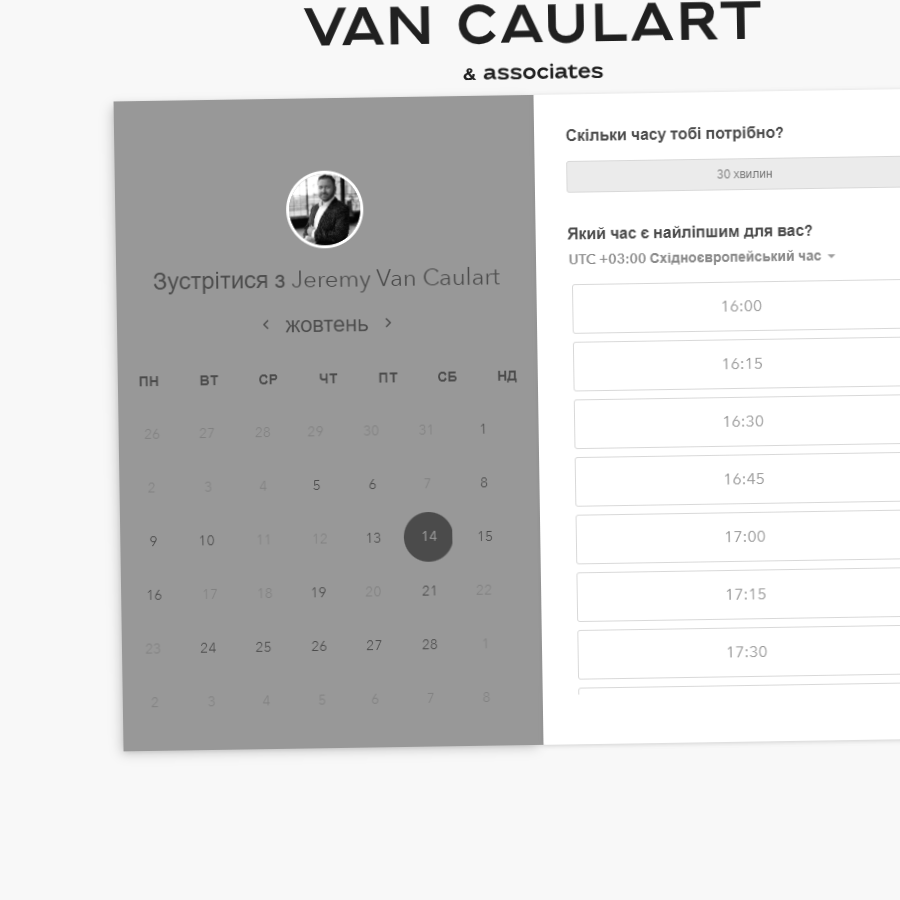 VAN CAULART
& associates
Зустрітися з Jeremy Van Caulart
жовтень
ПН ВТ СР ЧТ ПТ СБ НД
26 27 28 29 30 31 1
2 3 4 5 6 7 8
9 10 11 12 13 14 15
16 17 18 19 20 21 22
23 24 25 26 27 28 1
2 3 4 5 6 7 8
Скільки часу тобі потрібно?
30 хвилин
Який час є найліпшим для вас?
UTC +03:00 Східноєвропейський час
16:00
16:15
16:30
16:45
17:00
17:15
17:30